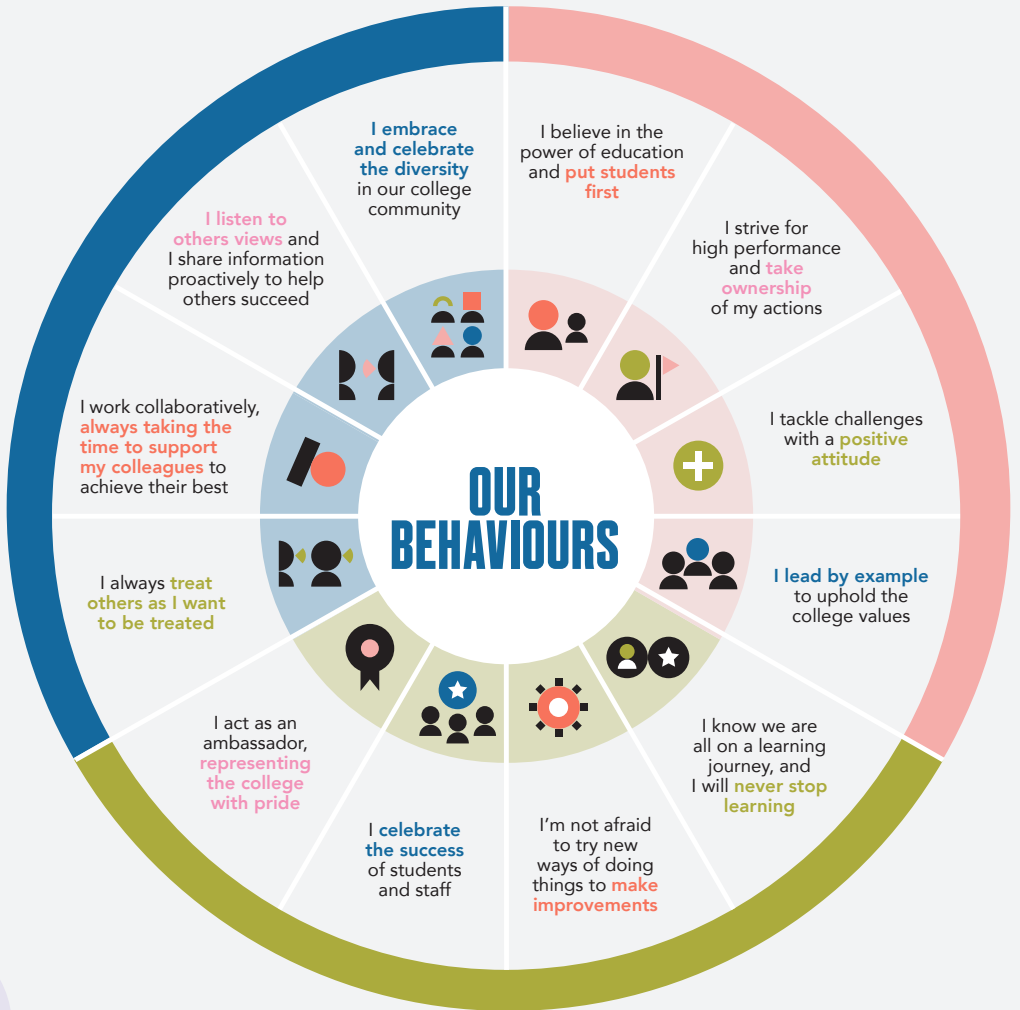 OUR
BEHAVIOURS
I believe in the
power of education
and put students
first
I strive for
high performance
and take
ownership
of my actions
I tackle challenges
with a positive
attitude
I lead by example
to uphold the
college values
I know we are
all on a learning
journey, and
I will never stop
learning
I’m not afraid
to try new
ways of doing
things to make
improvements
I celebrate
the success
of students
and staff
I act as an
ambassador,
representing
the college
with pride
I always treat
others as I want
to be treated
I work collaboratively,
always taking the
time to support
my colleagues to
achieve their best
I listen to
others views and
I share information
proactively to help
others succeed
I embrace
and celebrate
the diversity
in our college
community